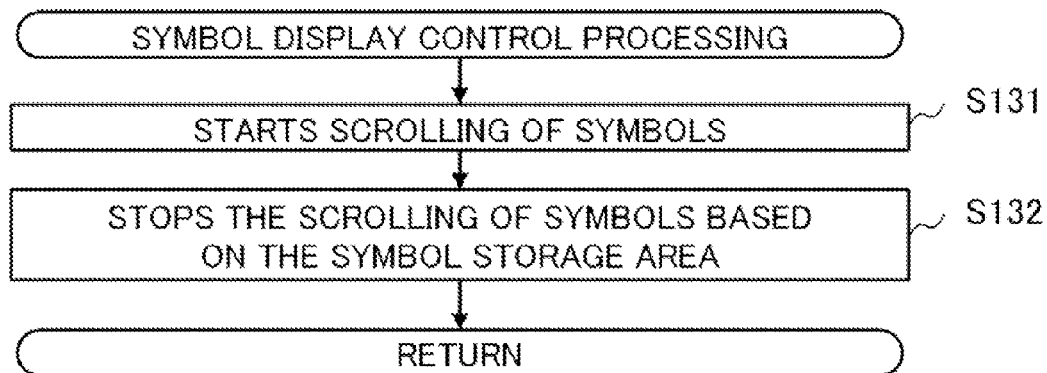 SYMBOL DISPLAY CONTROL PROCESSING
S131
STARTS SCROLLING OF SYMBOLS
S132
STOPS THE SCROLLING OF SYMBOLS BASED
ON THE SYMBOL STORAGE AREA
RETURN